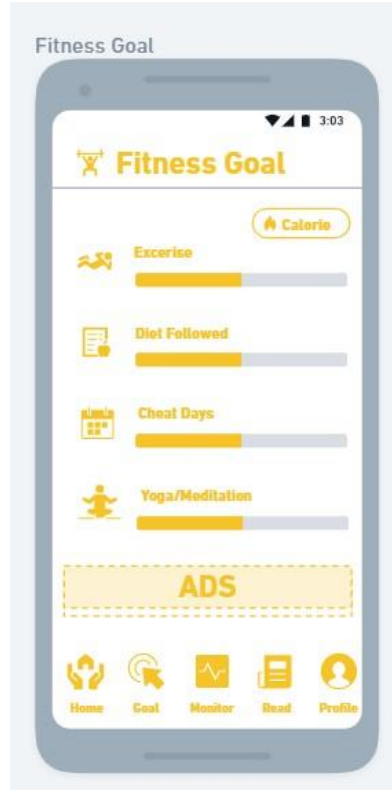 Fitness Goal
3:03
Fitness Goal
Calorie
Excerise
Diet Followed
Cheat Days
Yoga/Meditation
ADS
Home Goal Monitor Read Profile